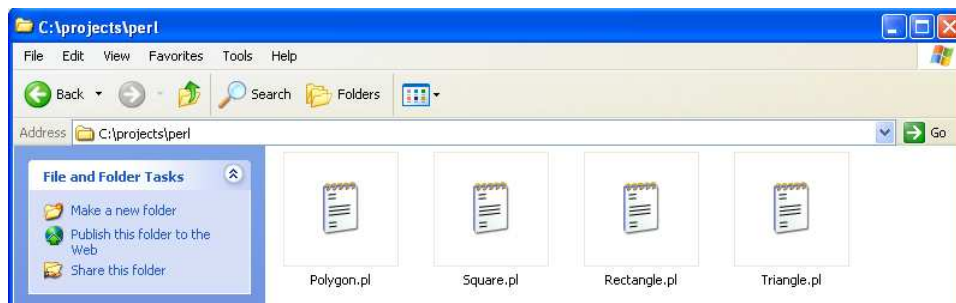 C:\projects\perl
File Edit View Favorites Tools Help
Back Search Folders
Address C:\projects\perl Go
File and Folder Tasks
Make a new folder
Publish this folder to the
Web
Share this folder
Polygon.pl Square.pl Rectangle.pl Triangle.pl